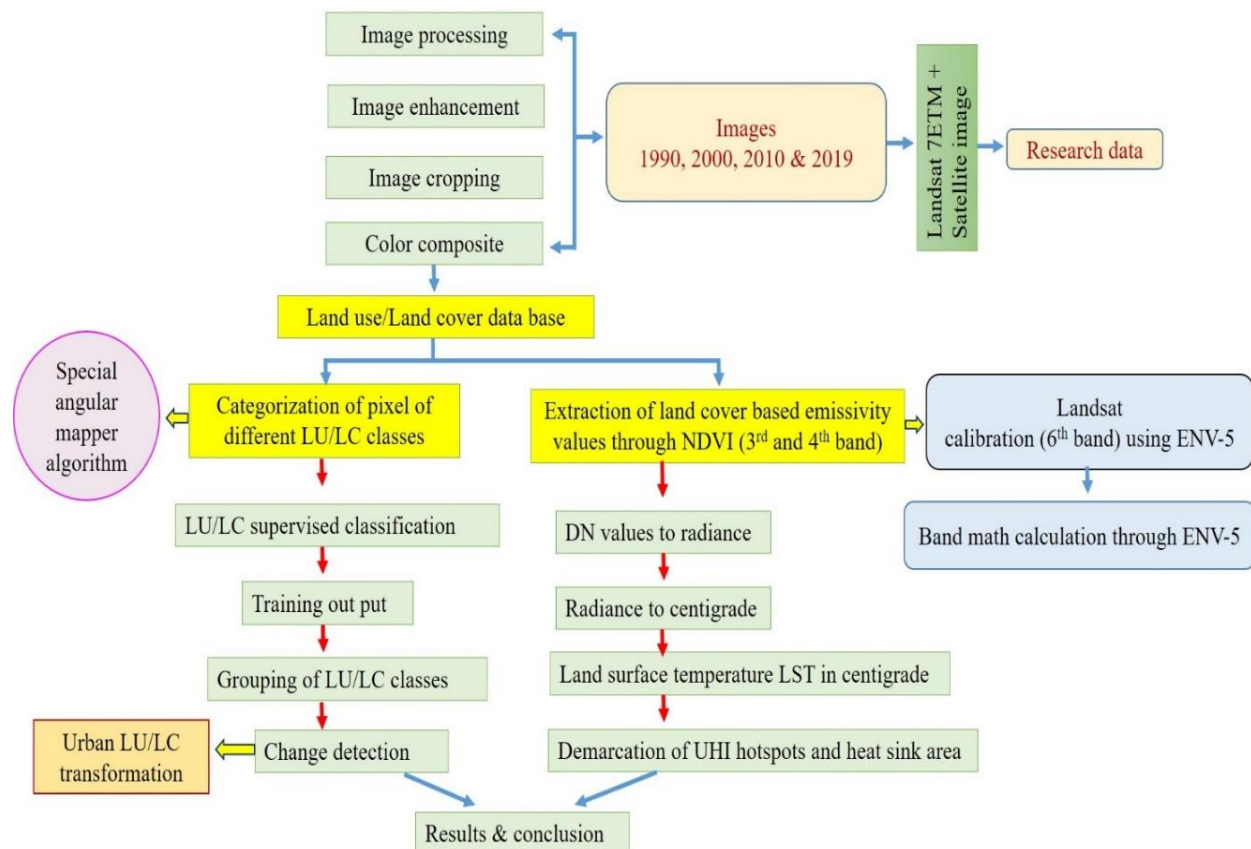 Image processing
Image enhancement
Image cropping
Color composite
Images
1990, 2000, 2010 & 2019
Landsat 7ETM +
Satellite image
Research data
Land use/Land cover data base
Special
angular
mapper
algorithm
Categorization of pixel of
different LU/LC classes
Extraction of land cover based emissivity
values through NDVI (3rd and 4th band)
Landsat
calibration (6th band) using ENV-5
LU/LC supervised classification
DN values to radiance
Band math calculation through ENV-5
Training out put
Radiance to centigrade
Grouping of LU/LC classes
Land surface temperature LST in centigrade
Urban LU/LC
transformation
Change detection
Demarcation of UHI hotspots and heat sink area
Results & conclusion